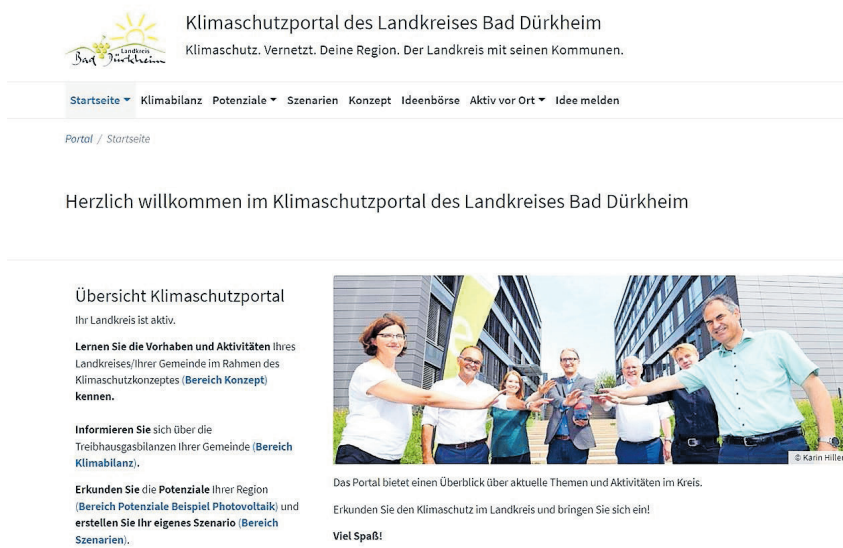 Landkreis
Bad Dürkheim
Klimaschutzportal des Landkreises Bad Dürkheim
Klimaschutz. Vernetzt. Deine Region. Der Landkreis mit seinen Kommunen.
Startseite Klimabilanz Potenziale Szenarien Konzept Ideenbörse Aktiv vor Ort Idee melden
Portal / Startseite
Herzlich willkommen im Klimaschutzportal des Landkreises Bad Dürkheim
Übersicht Klimaschutzportal
Ihr Landkreis ist aktiv.
Lernen Sie die Vorhaben und Aktivitäten Ihres
Landkreises/Ihrer Gemeinde im Rahmen des
Klimaschutzkonzeptes (Bereich Konzept)
kennen.
Informieren Sie sich über die
Treibhausgasbilanzen Ihrer Gemeinde (Bereich
Klimabilanz).
Erkunden Sie die Potenziale Ihrer Region
(Bereich Potenziale Beispiel Photovoltaik) und
erstellen Sie Ihr eigenes Szenario (Bereich
Szenarien).
© Karin Hiller
Das Portal bietet einen Überblick über aktuelle Themen und Aktivitäten im Kreis.
Erkunden Sie den Klimaschutz im Landkreis und bringen Sie sich ein!
Viel Spaß!